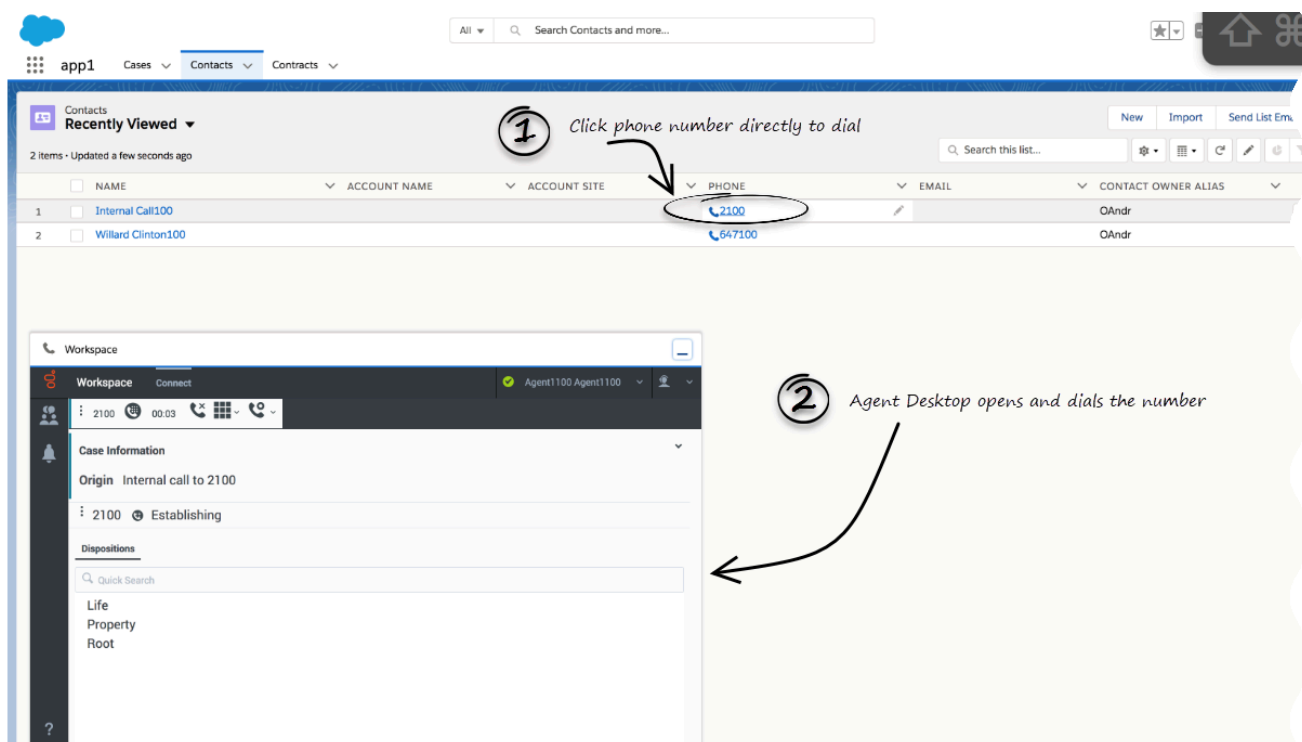 All Search Contacts and more...
app1 Cases Contacts Contracts
Contacts
Recently Viewed
1 Click phone number directly to dial
New Import Send List Ema
2 items • Updated a few seconds ago
Search this list...
NAME ACCOUNT NAME ACCOUNT SITE PHONE EMAIL CONTACT OWNER ALIAS
1 Internal Call100 2100 OAndr
2 Willard Clinton100 647100 OAndr
Workspace
Workspace Connect Agent1100 Agent1100
2100 00:03
2 Agent Desktop opens and dials the number
Case Information
Origin Internal call to 2100
2100 Establishing
Dispositions
Quick Search
Life
Property
Root
?